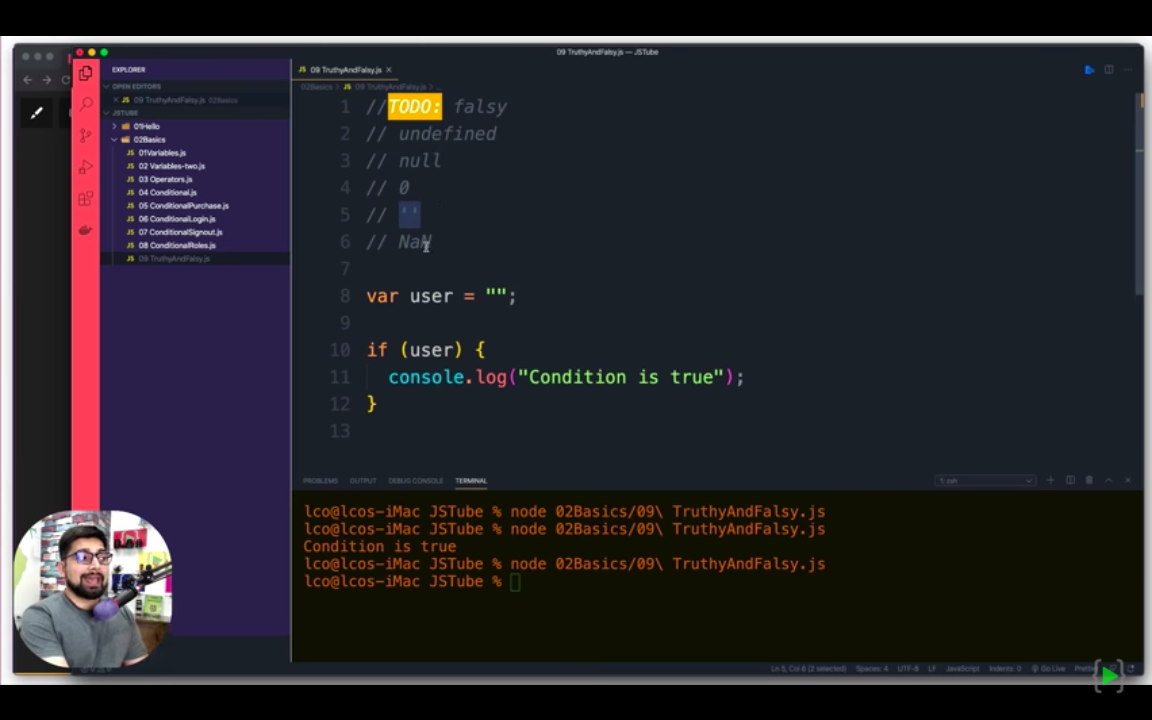 09 TruthyAndFalsy.js — JSTube
EXPLORER
OPEN EDITORS
09 TruthyAndFalsy.js 02Basics
JSTUBE
01Hello
02Basics
JS 01Variables.js
JS 02 Variables-two.js
JS 03 Operators.js
JS 04 Conditional.js
JS 05 ConditionalPurchase.js
JS 06 ConditionalLogin.js
JS 07 ConditionalSignout.js
JS 08 ConditionalRoles.js
JS 09 TruthyAndFalsy.js
JS 09 TruthyAndFalsy.js
02Basics > JS 09 TruthyAndFalsy.js > ...
1 //TODO: falsy
2 // undefined
3 // null
4 // 0
5 // ''
6 // NaN
7
8 var user = "";
9
10 if (user) {
11 console.log("Condition is true");
12 }
13
PROBLEMS OUTPUT DEBUG CONSOLE TERMINAL 1: zsh
lco@lcos-iMac JSTube % node 02Basics/09\ TruthyAndFalsy.js
lco@lcos-iMac JSTube % node 02Basics/09\ TruthyAndFalsy.js
Condition is true
lco@lcos-iMac JSTube % node 02Basics/09\ TruthyAndFalsy.js
lco@lcos-iMac JSTube %
Ln 5, Col 6 (2 selected) Spaces: 4 UTF-8 LF JavaScript Indents: 0 Go Live